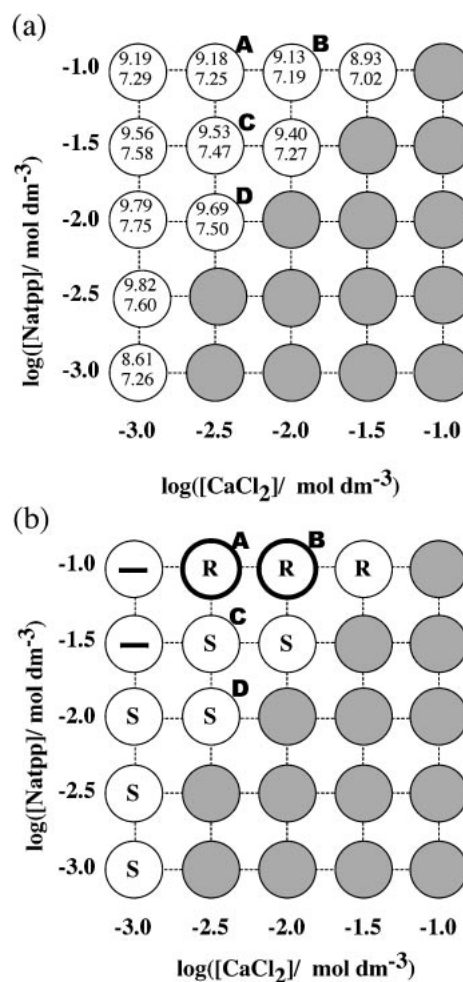 (a)
A B
-1.0 9.19 9.18 9.13 8.93
7.29 7.25 7.19 7.02
C
-1.5 9.56 9.53 9.40
7.58 7.47 7.27
D
-2.0 9.79 9.69
7.75 7.50
-2.5 9.82
7.60
-3.0 8.61
7.26
log([Natpp]/ mol dm-3)
-3.0 -2.5 -2.0 -1.5 -1.0
log([CaCl2]/ mol dm-3)
(b)
A B
-1.0 — R R R
C
-1.5 — S S
D
-2.0 S S
-2.5 S
-3.0 S
log([Natpp]/ mol dm-3)
-3.0 -2.5 -2.0 -1.5 -1.0
log([CaCl2]/ mol dm-3)